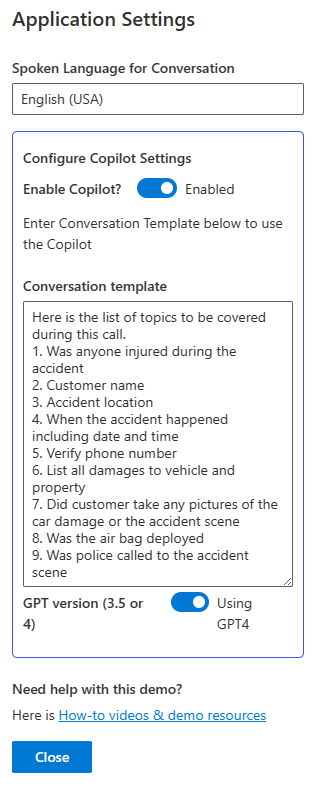 Application Settings
Spoken Language for Conversation
English (USA)
Configure Copilot Settings
Enable Copilot? Enabled
Enter Conversation Template below to use
the Copilot
Conversation template
Here is the list of topics to be covered
during this call.
1. Was anyone injured during the
accident
2. Customer name
3. Accident location
4. When the accident happened
including date and time
5. Verify phone number
6. List all damages to vehicle and
property
7. Did customer take any pictures of the
car damage or the accident scene
8. Was the air bag deployed
9. Was police called to the accident
scene
GPT version (3.5 or
4)
Using
GPT4
Need help with this demo?
Here is How-to videos & demo resources
Close